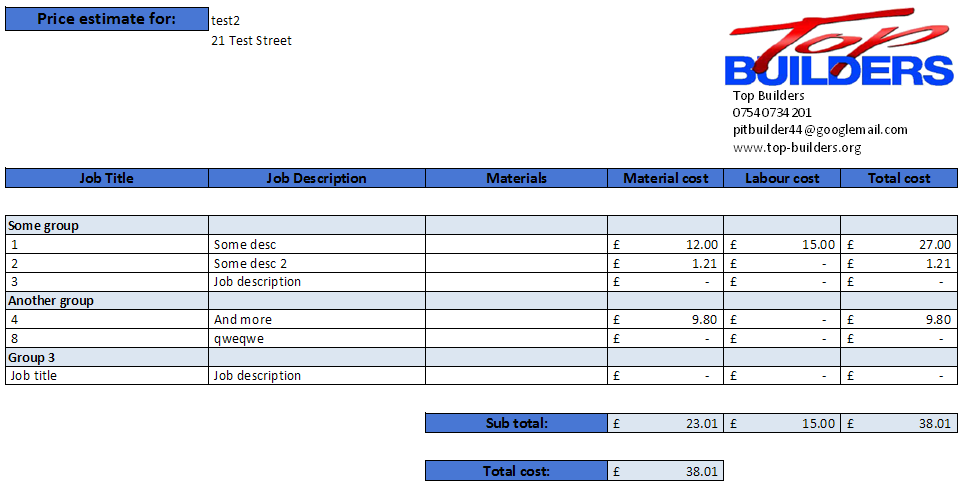 Price estimate for: test2
21 Test Street
Top
BUILDERS
Top Builders
07540734201
pitbuilder44@googlemail.com
www.top-builders.org
Job Title Job Description Materials Material cost Labour cost Total cost
Some group
1 Some desc £ 12.00 £ 15.00 £ 27.00
2 Some desc 2 £ 1.21 £ - £ 1.21
3 Job description £ - £ - £ -
Another group
4 And more £ 9.80 £ - £ 9.80
8 qweqwe £ - £ - £ -
Group 3
Job title Job description £ - £ - £ -
Sub total: £ 23.01 £ 15.00 £ 38.01
Total cost: £ 38.01